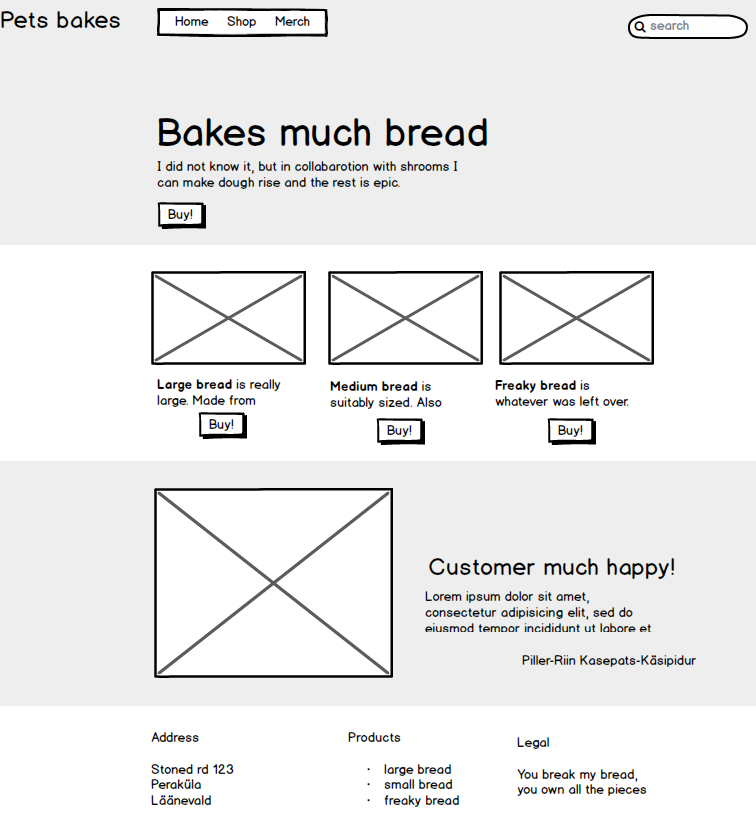 Pets bakes
Home Shop Merch
search
Bakes much bread
I did not know it, but in collabarotion with shrooms I
can make dough rise and the rest is epic.
Buy!
Large bread is really
large. Made from
Buy!
Medium bread is
suitably sized. Also
Buy!
Freaky bread is
whatever was left over.
Buy!
Customer much happy!
Lorem ipsum dolor sit amet,
consectetur adipisicing elit, sed do
eiusmod tempor incididunt ut labore et
Piller-Riin Kasepats-Käsipidur
Address
Stoned rd 123
Peraküla
Läänevald
Products
· large bread
· small bread
· freaky bread
Legal
You break my bread,
you own all the pieces